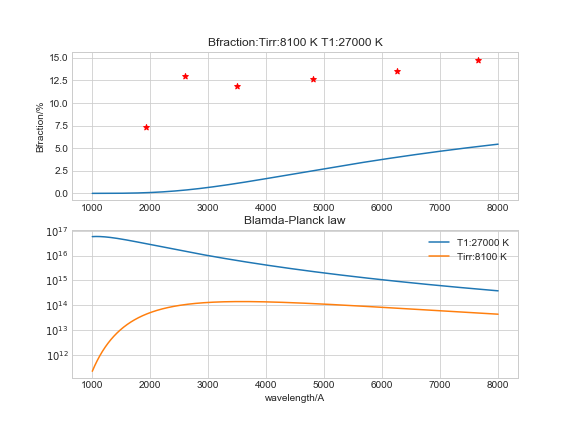 Bfraction:Tirr:8100 K T1:27000 K
15.0
12.5
10.0
7.5
5.0
2.5
0.0
Bfraction/%
1000 2000 3000 4000 5000 6000 7000 8000
Blamda-Planck law
10^17
10^16
10^15
10^14
10^13
10^12
T1:27000 K
Tirr:8100 K
1000 2000 3000 4000 5000 6000 7000 8000
wavelength/A